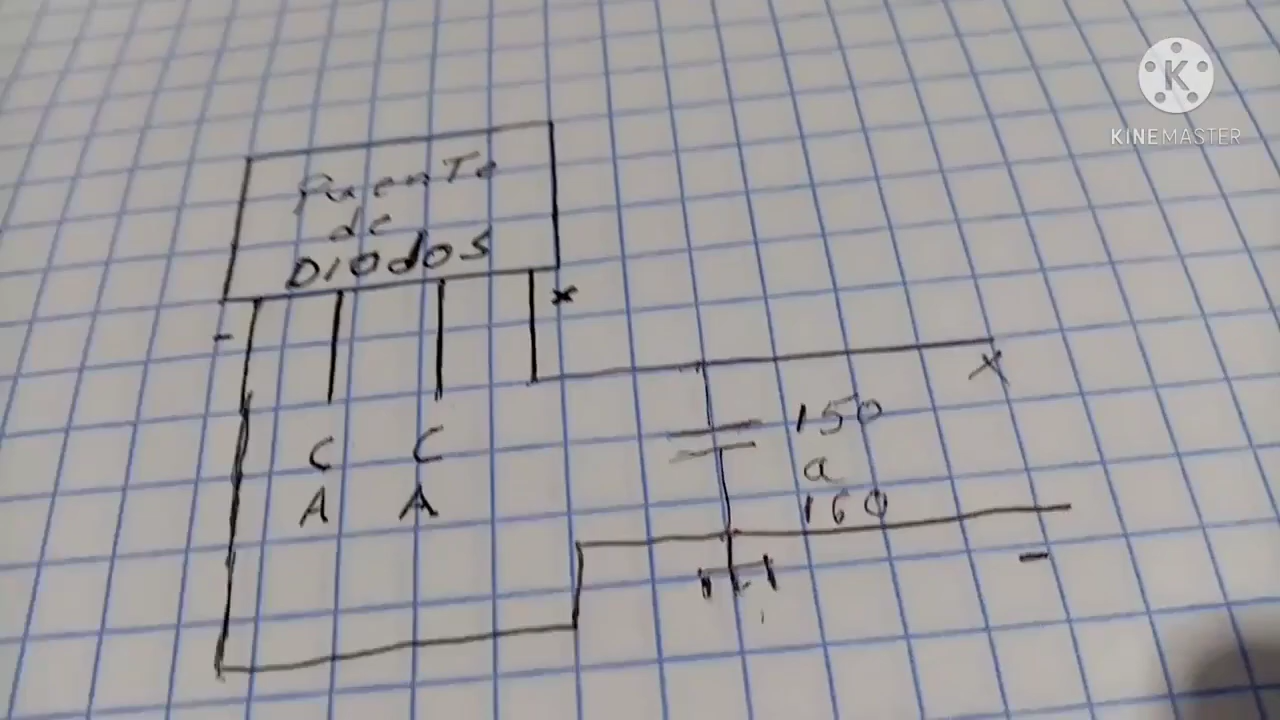 K
KINEMASTER
Puente
de
DIOdOS
-
+
C C
A A
150
a
160
+
-